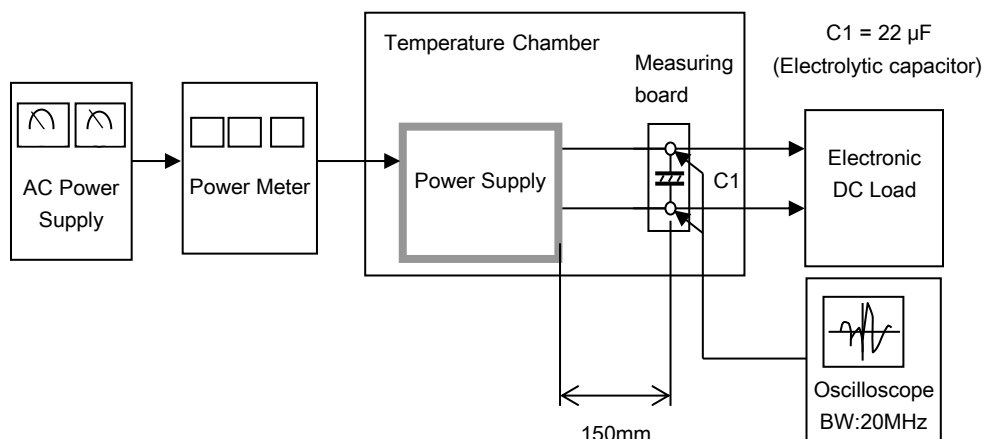 Temperature Chamber
C1 = 22 µF
(Electrolytic capacitor)
Measuring
board
AC Power
Supply
Power Meter
Power Supply
C1
Electronic
DC Load
Oscilloscope
BW:20MHz
150mm